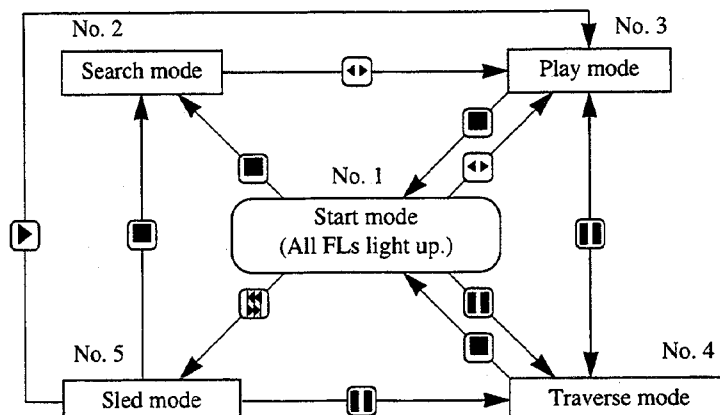 No. 2
No. 3
Search mode
Play mode
No. 1
Start mode
(All FLs light up.)
No. 5
No. 4
Sled mode
Traverse mode